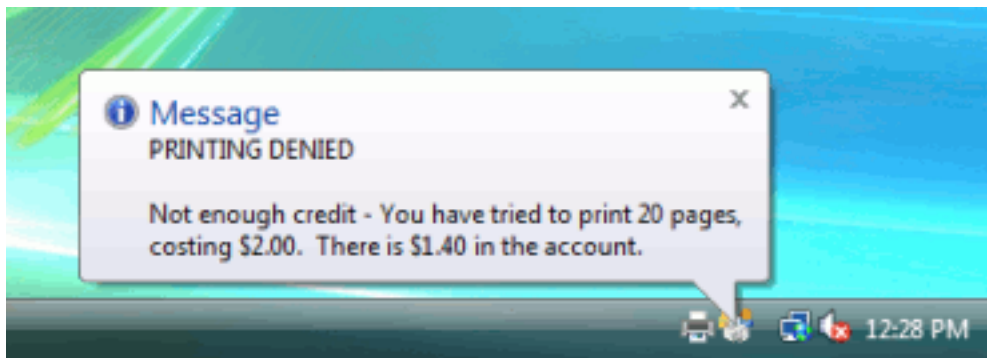 Message
PRINTING DENIED
Not enough credit - You have tried to print 20 pages,
costing $2.00.  There is $1.40 in the account.
12:28 PM